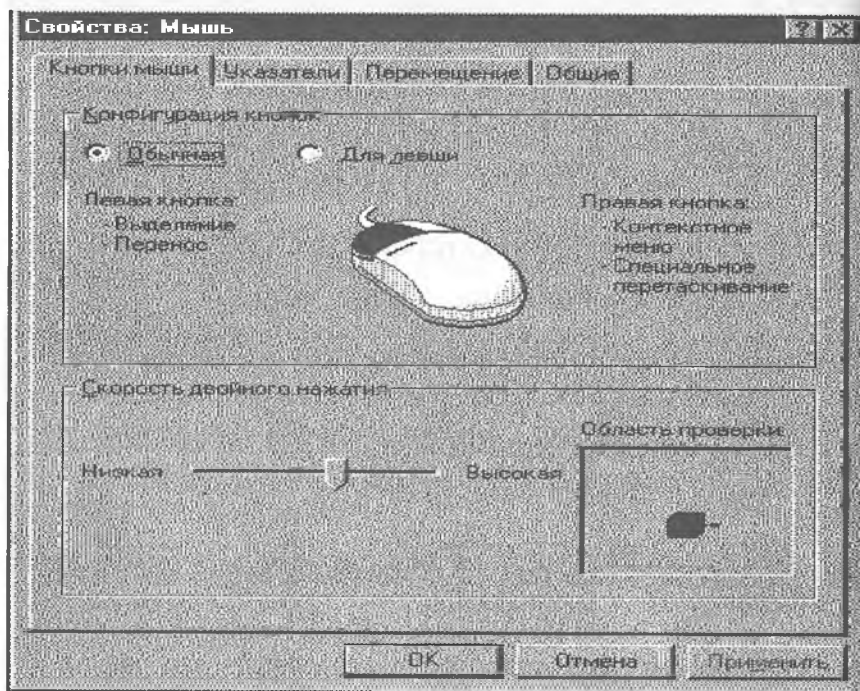 Свойства: Мышь
Кнопки мыши Указатели Перемещение Общие
Конфигурация кнопок
Обычная Для левши
Левая кнопка:
- Выделение
- Перенос
Правая кнопка:
- Контекстное
меню
- Специальное
перетаскивание
Скорость двойного нажатия
Область проверки:
Низкая Высокая
OK Отмена Применить